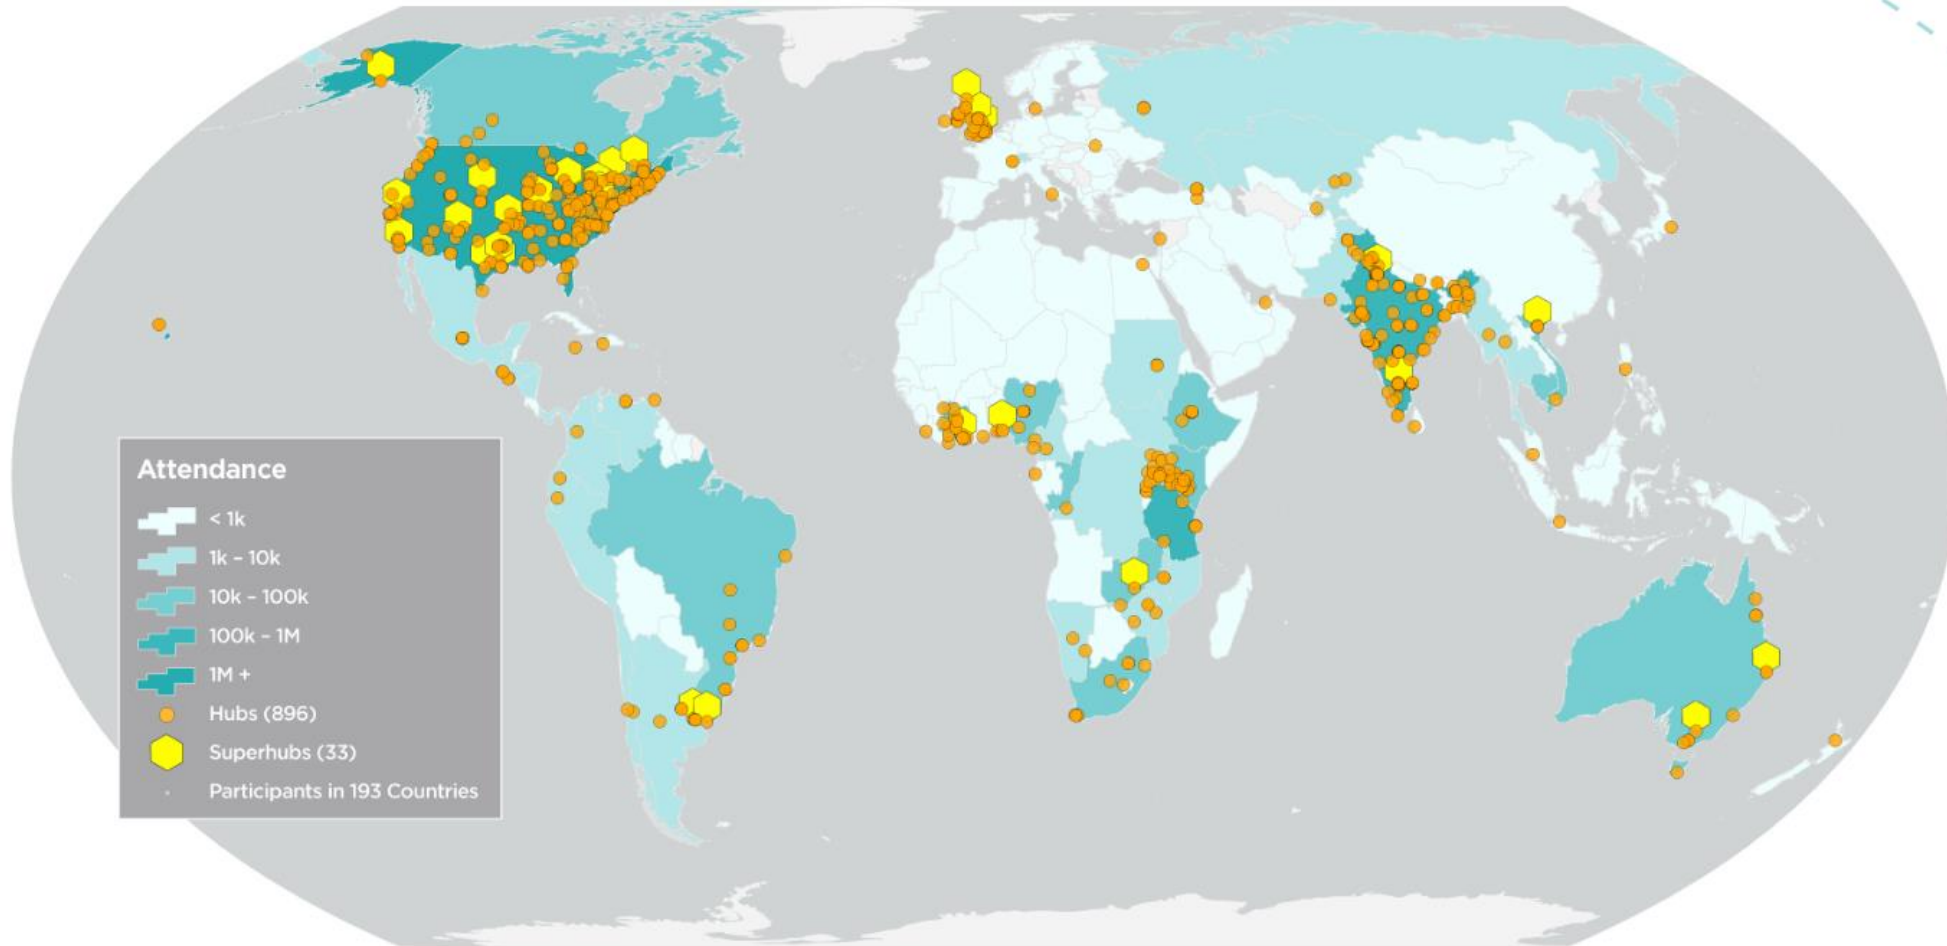 Attendance
< 1k
1k – 10k
10k – 100k
100k – 1M
1M +
Hubs (896)
Superhubs (33)
Participants in 193 Countries